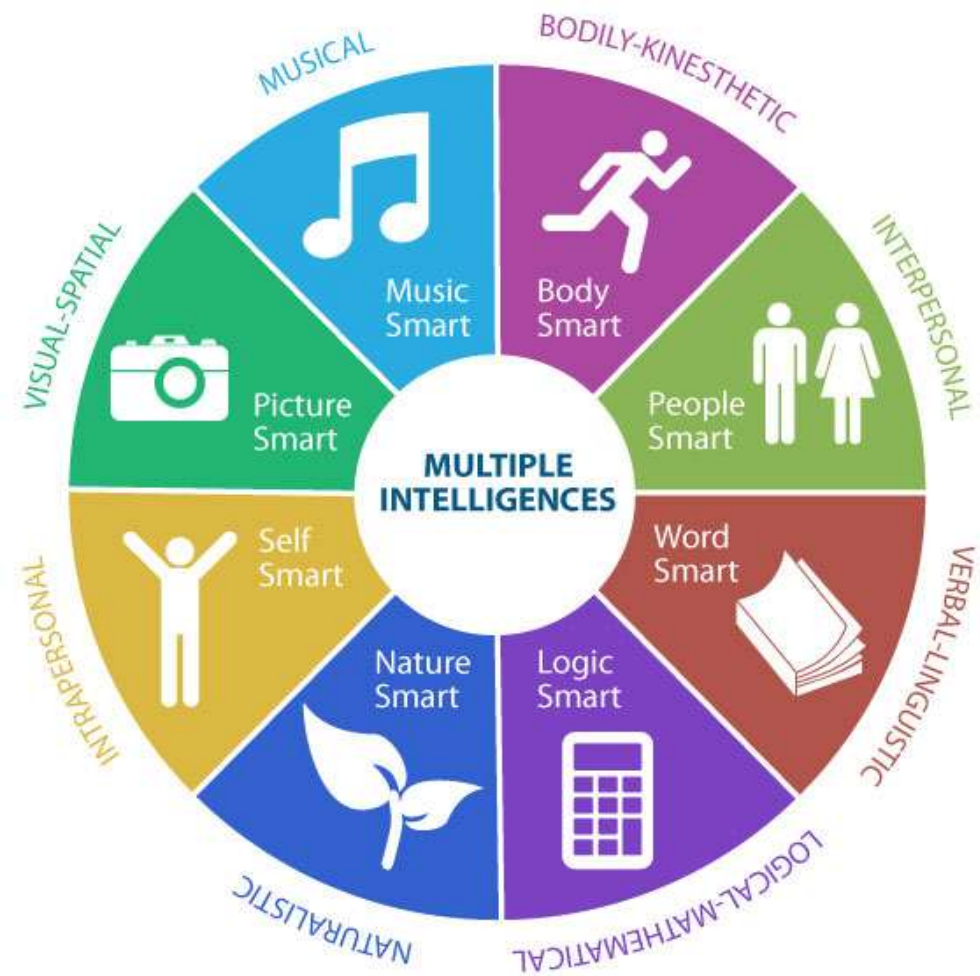 MUSICAL
BODILY-KINESTHETIC
INTERPERSONAL
VERBAL-LINGUISTIC
LOGICAL-MATHEMATICAL
NATURALISTIC
INTRAPERSONAL
VISUAL-SPATIAL
Music
Smart
Body
Smart
People
Smart
Word
Smart
Logic
Smart
Nature
Smart
Self
Smart
Picture
Smart
MULTIPLE
INTELLIGENCES